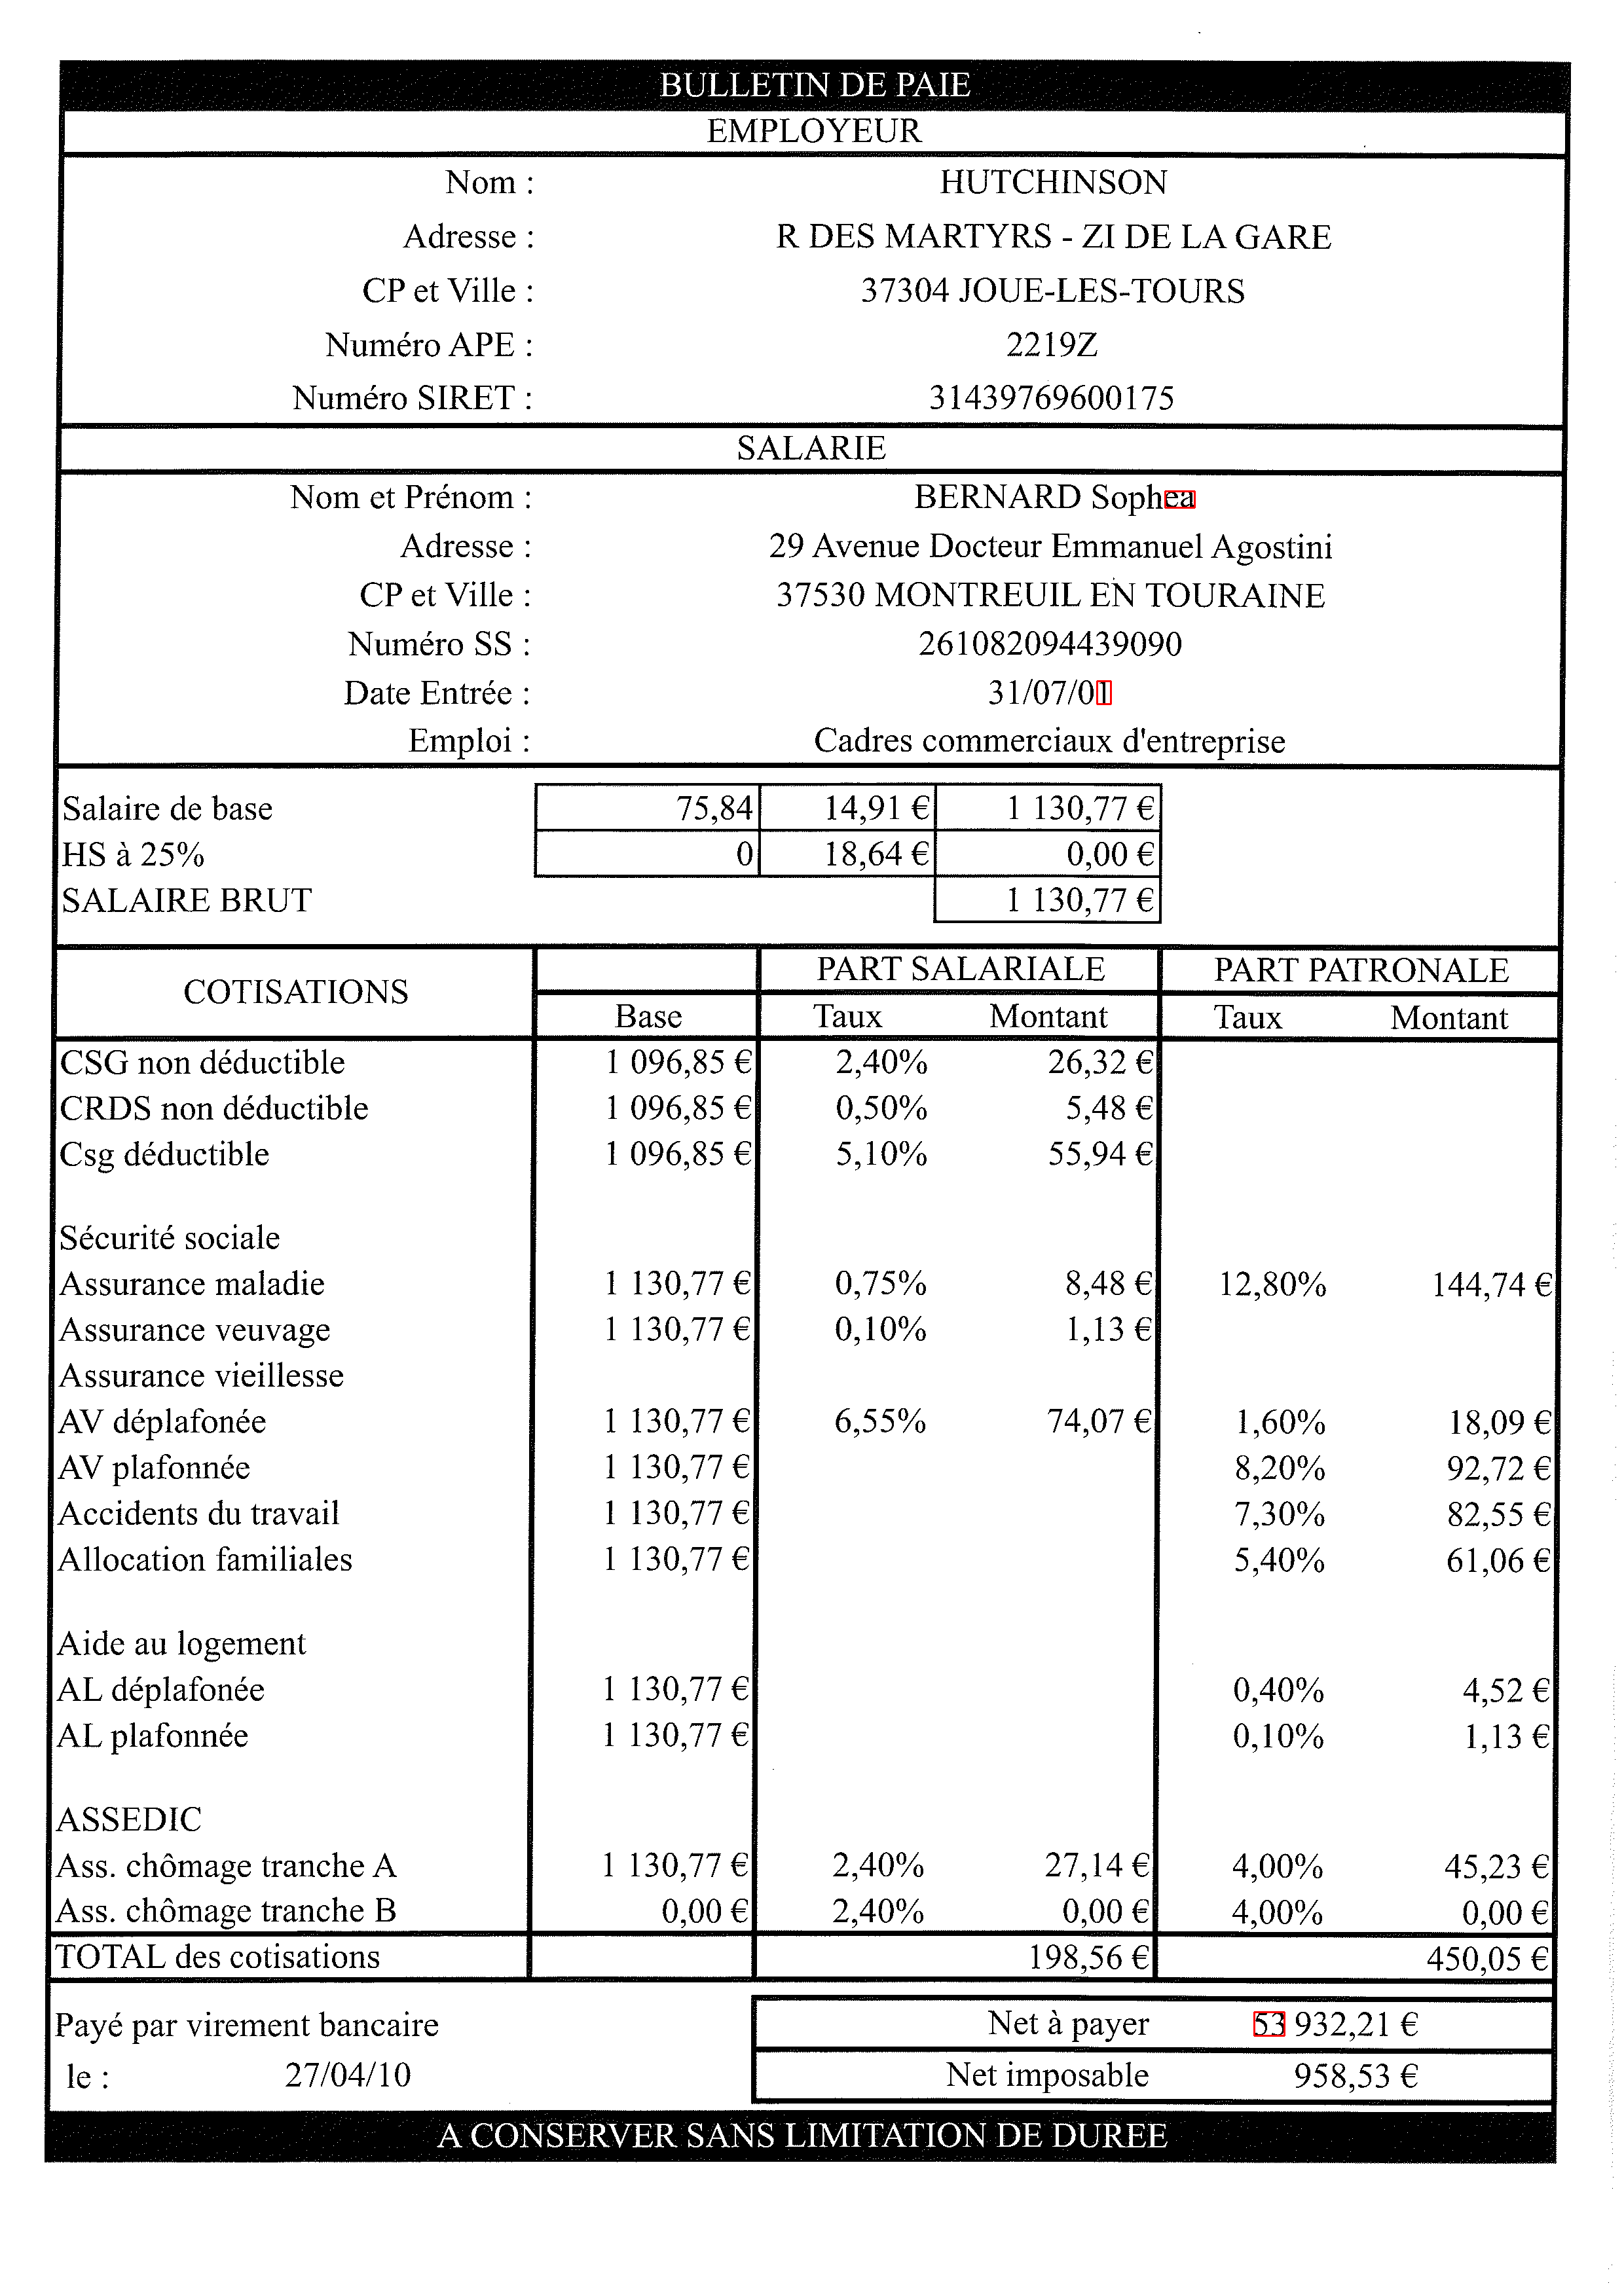 BULLETIN DE PAIE
EMPLOYEUR
Nom : HUTCHINSON
Adresse : R DES MARTYRS - ZI DE LA GARE
CP et Ville : 37304 JOUE-LES-TOURS
Numéro APE : 2219Z
Numéro SIRET : 31439769600175
SALARIE
Nom et Prénom : BERNARD Sophea
Adresse : 29 Avenue Docteur Emmanuel Agostini
CP et Ville : 37530 MONTREUIL EN TOURAINE
Numéro SS : 261082094439090
Date Entrée : 31/07/01
Emploi : Cadres commerciaux d'entreprise
Salaire de base 75,84 14,91 € 1 130,77 €
HS à 25% 0 18,64 € 0,00 €
SALAIRE BRUT 1 130,77 €
COTISATIONS PART SALARIALE PART PATRONALE
Base Taux Montant Taux Montant
CSG non déductible 1 096,85 € 2,40% 26,32 €
CRDS non déductible 1 096,85 € 0,50% 5,48 €
Csg déductible 1 096,85 € 5,10% 55,94 €
Sécurité sociale
Assurance maladie 1 130,77 € 0,75% 8,48 € 12,80% 144,74 €
Assurance veuvage 1 130,77 € 0,10% 1,13 €
Assurance vieillesse
AV déplafonée 1 130,77 € 6,55% 74,07 € 1,60% 18,09 €
AV plafonnée 1 130,77 € 8,20% 92,72 €
Accidents du travail 1 130,77 € 7,30% 82,55 €
Allocation familiales 1 130,77 € 5,40% 61,06 €
Aide au logement
AL déplafonée 1 130,77 € 0,40% 4,52 €
AL plafonnée 1 130,77 € 0,10% 1,13 €
ASSEDIC
Ass. chômage tranche A 1 130,77 € 2,40% 27,14 € 4,00% 45,23 €
Ass. chômage tranche B 0,00 € 2,40% 0,00 € 4,00% 0,00 €
TOTAL des cotisations 198,56 € 450,05 €
Payé par virement bancaire Net à payer 53 932,21 €
le : 27/04/10 Net imposable 958,53 €
A CONSERVER SANS LIMITATION DE DUREE